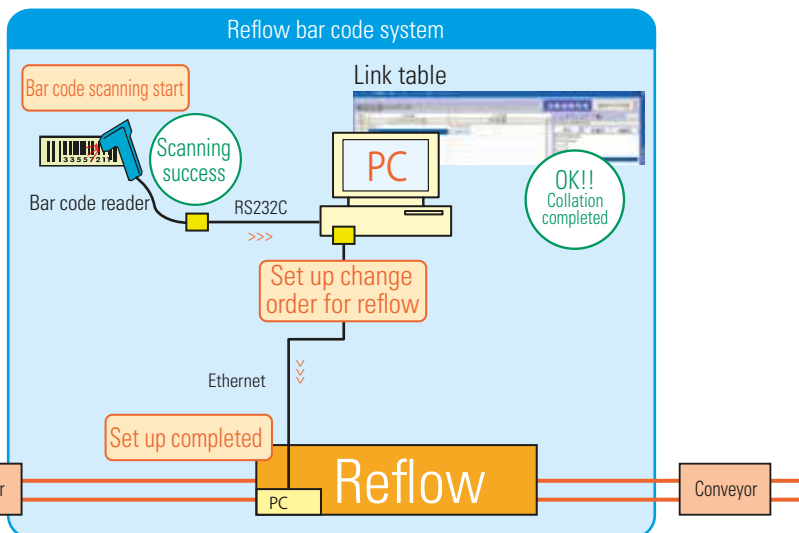 Reflow bar code system
Bar code scanning start
Link table
Scanning
success
PC
OK!!
Collation
completed
Bar code reader
RS232C
>>>
Set up change
order for reflow
Ethernet
>>>
Set up completed
Reflow
PC
r
Conveyor